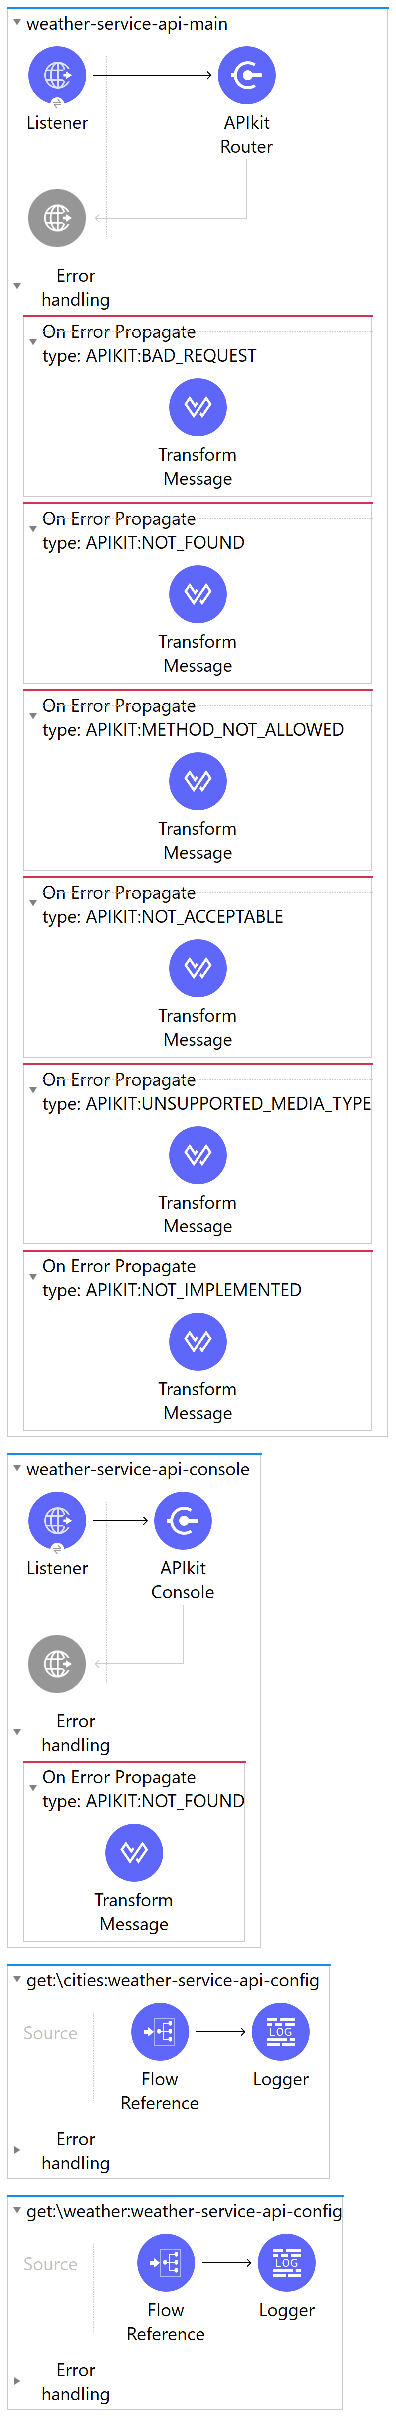 weather-service-api-main
Listener
APIkit
Router
Error
handling
On Error Propagate
type: APIKIT:BAD_REQUEST
Transform
Message
On Error Propagate
type: APIKIT:NOT_FOUND
Transform
Message
On Error Propagate
type: APIKIT:METHOD_NOT_ALLOWED
Transform
Message
On Error Propagate
type: APIKIT:NOT_ACCEPTABLE
Transform
Message
On Error Propagate
type: APIKIT:UNSUPPORTED_MEDIA_TYPE
Transform
Message
On Error Propagate
type: APIKIT:NOT_IMPLEMENTED
Transform
Message
weather-service-api-console
Listener
APIkit
Console
Error
handling
On Error Propagate
type: APIKIT:NOT_FOUND
Transform
Message
get:\cities:weather-service-api-config
Source
LOG
Flow
Reference
Logger
Error
handling
get:\weather:weather-service-api-config
Source
LOG
Flow
Reference
Logger
Error
handling